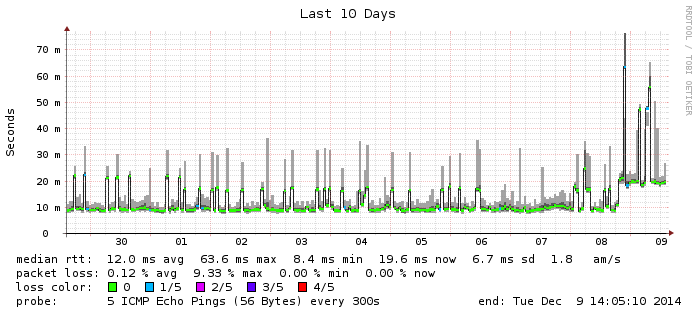 Last 10 Days
RRDTOOL / TOBI OETIKER
Seconds
70 m
60 m
50 m
40 m
30 m
20 m
10 m
0
30 01 02 03 04 05 06 07 08 09
median rtt: 12.0 ms avg 63.6 ms max 8.4 ms min 19.6 ms now 6.7 ms sd 1.8 am/s
packet loss: 0.12 % avg 9.33 % max 0.00 % min 0.00 % now
loss color: 0 1/5 2/5 3/5 4/5
probe: 5 ICMP Echo Pings (56 Bytes) every 300s end: Tue Dec 9 14:05:10 2014